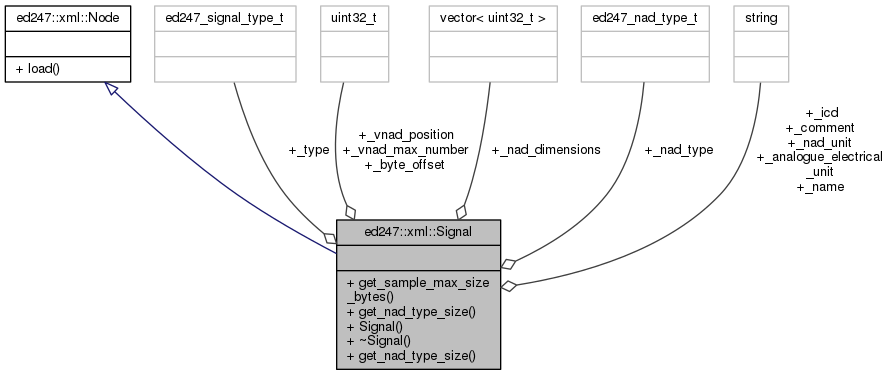 ed247::xml::Node
+ load()
ed247_signal_type_t
uint32_t
vector< uint32_t >
ed247_nad_type_t
string
+_type
+_vnad_position
+_vnad_max_number
+_byte_offset
+_nad_dimensions
+_nad_type
+_icd
+_comment
+_nad_unit
+_analogue_electrical
_unit
+_name
ed247::xml::Signal
+ get_sample_max_size
_bytes()
+ get_nad_type_size()
+ Signal()
+ ~Signal()
+ get_nad_type_size()